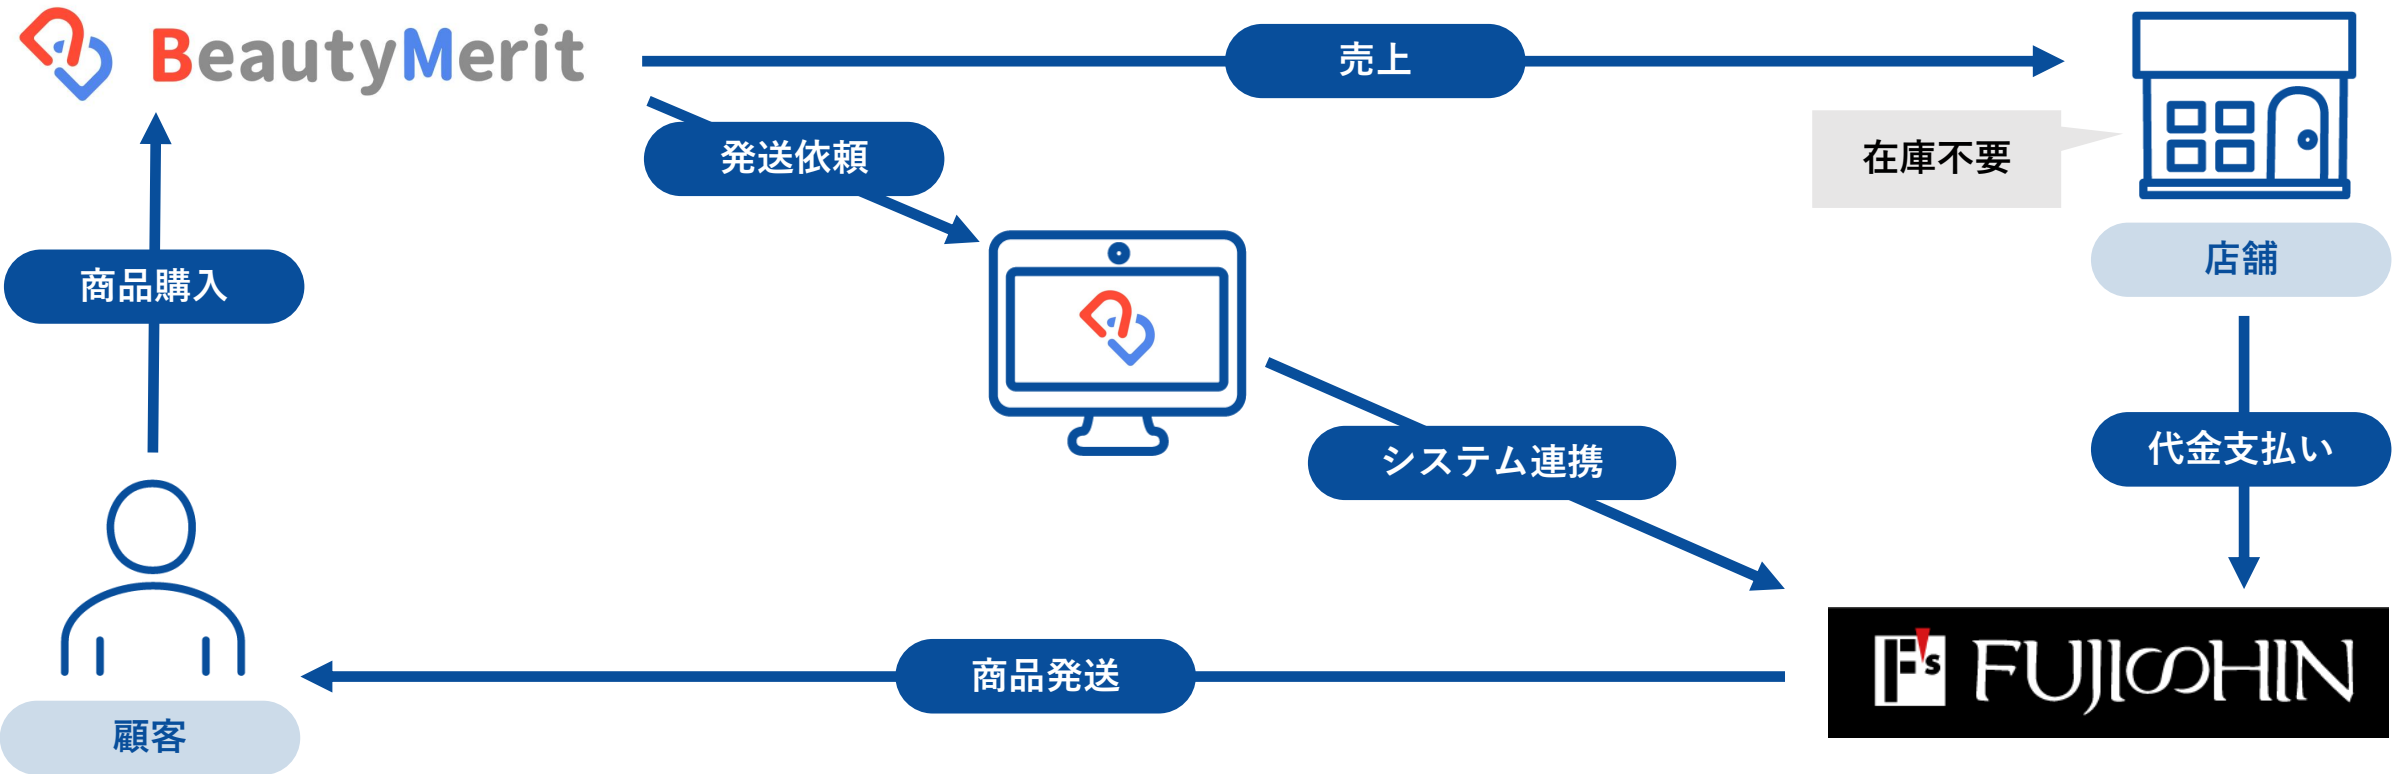 BeautyMerit
売上
発送依頼
在庫不要
店舗
商品購入
代金支払い
システム連携
F's FUJISHIN
商品発送
顧客